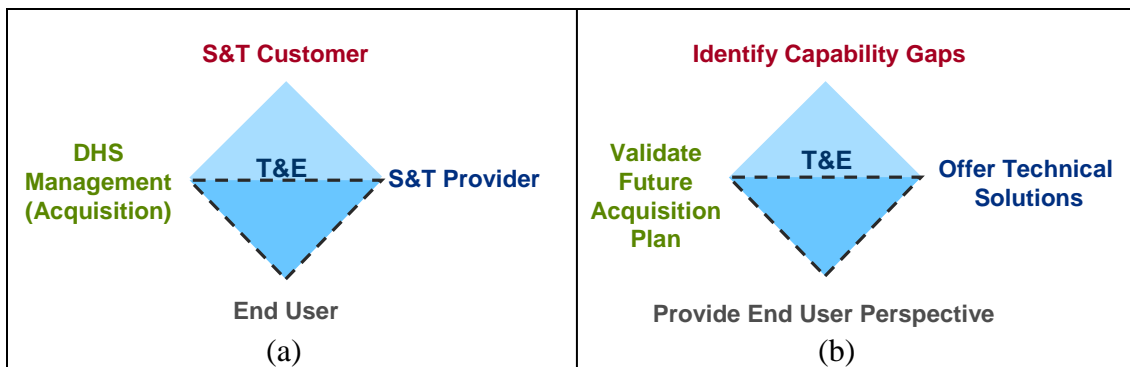 S&T Customer
DHS
Management
(Acquisition)
T&E
S&T Provider
End User
(a)
Identify Capability Gaps
Validate
Future
Acquisition
Plan
T&E
Offer Technical
Solutions
Provide End User Perspective
(b)